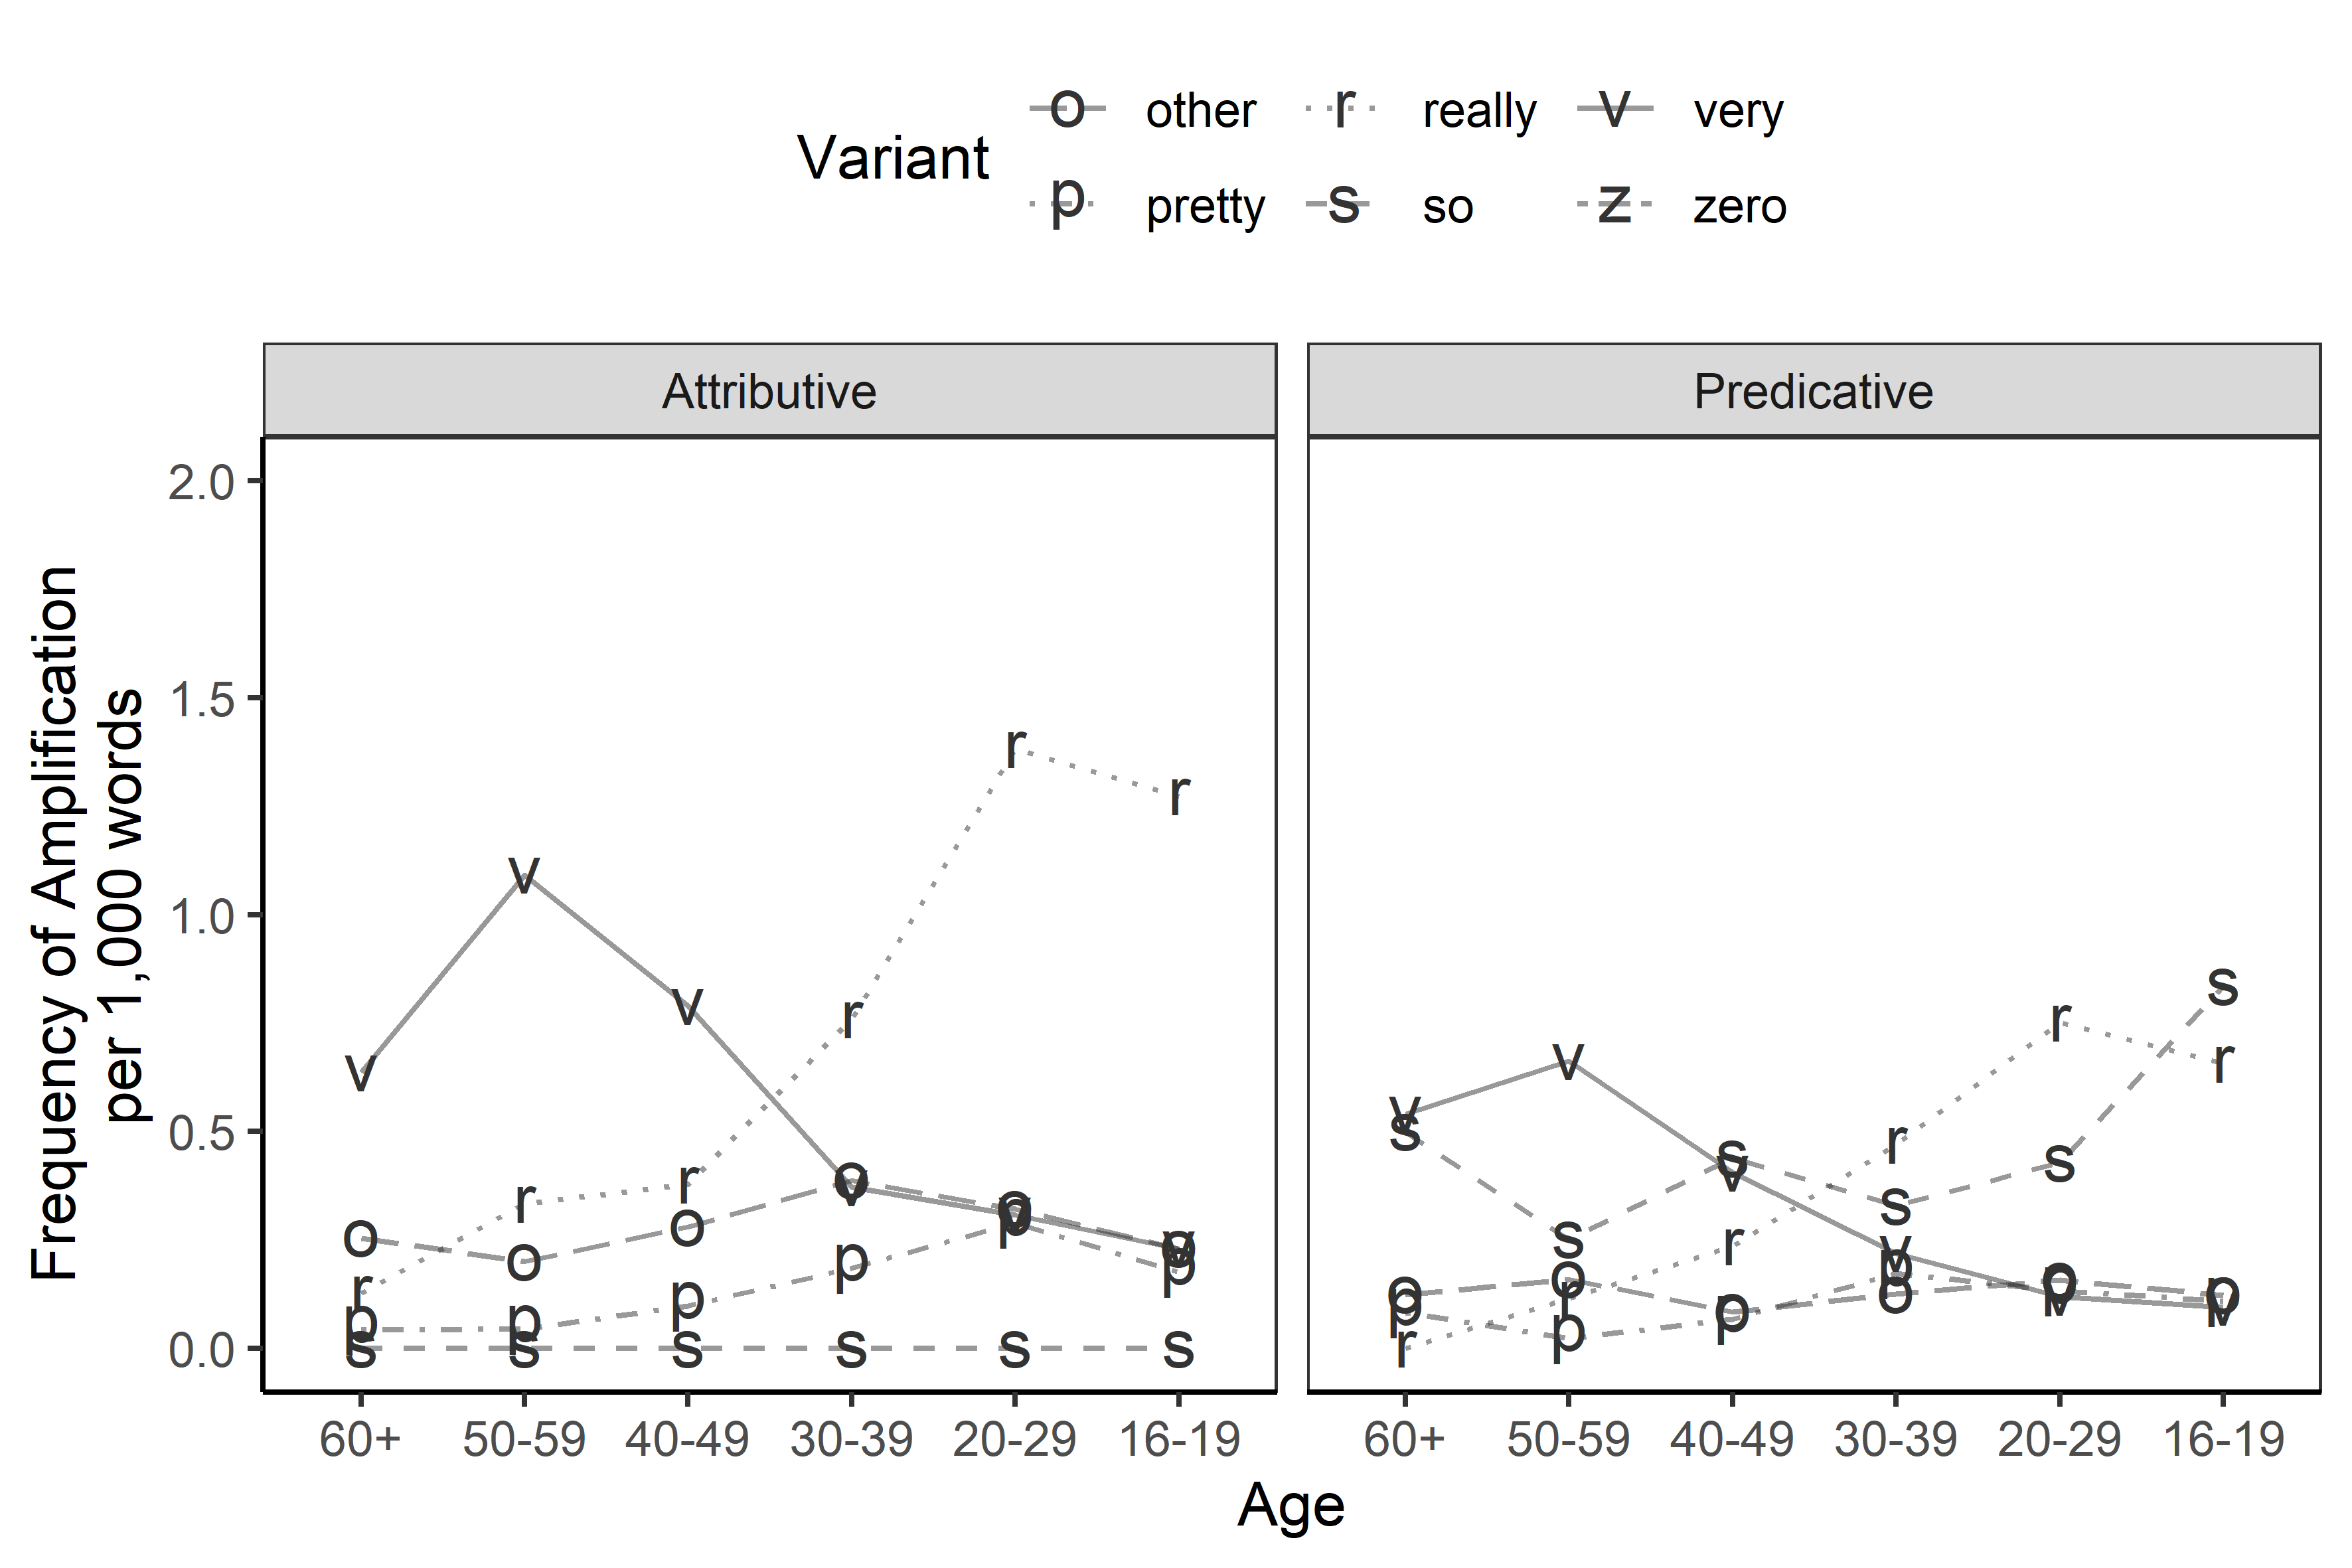 Variant
o other r really v very
p pretty s so z zero
Attributive Predicative
Frequency of Amplification
per 1,000 words
2.0
1.5
1.0
0.5
0.0
60+ 50-59 40-49 30-39 20-29 16-19 60+ 50-59 40-49 30-39 20-29 16-19
Age